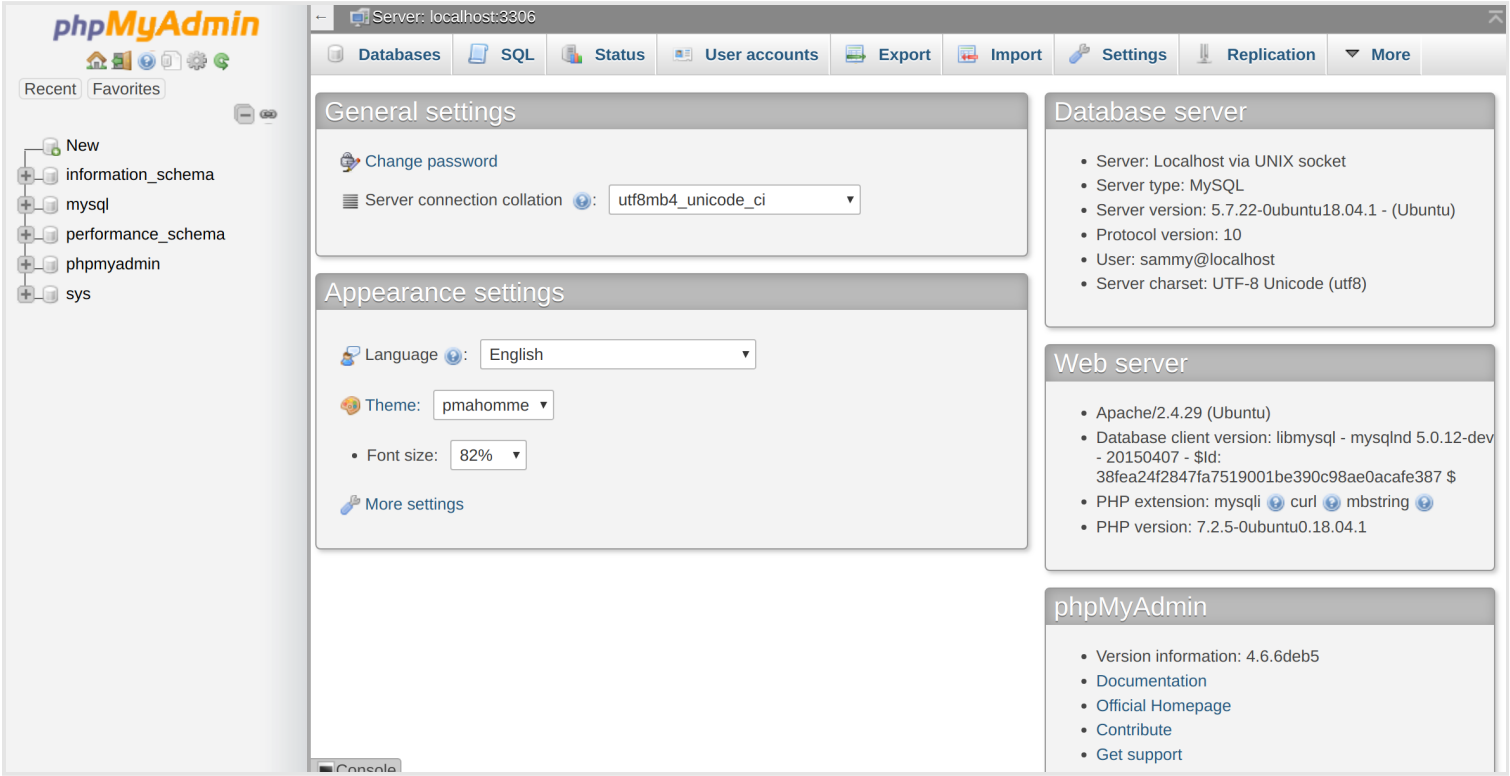 phpMyAdmin
Recent Favorites
New
information_schema
mysql
performance_schema
phpmyadmin
sys
← Server: localhost:3306
Databases SQL Status User accounts Export Import Settings Replication More
General settings
Change password
Server connection collation : utf8mb4_unicode_ci
Appearance settings
Language : English
Theme: pmahomme
• Font size: 82%
More settings
Database server
• Server: Localhost via UNIX socket
• Server type: MySQL
• Server version: 5.7.22-0ubuntu18.04.1 - (Ubuntu)
• Protocol version: 10
• User: sammy@localhost
• Server charset: UTF-8 Unicode (utf8)
Web server
• Apache/2.4.29 (Ubuntu)
• Database client version: libmysql - mysqlnd 5.0.12-dev
- 20150407 - $Id:
38fea24f2847fa7519001be390c98ae0acafe387 $
• PHP extension: mysqli curl mbstring
• PHP version: 7.2.5-0ubuntu0.18.04.1
phpMyAdmin
• Version information: 4.6.6deb5
• Documentation
• Official Homepage
• Contribute
• Get support
Console